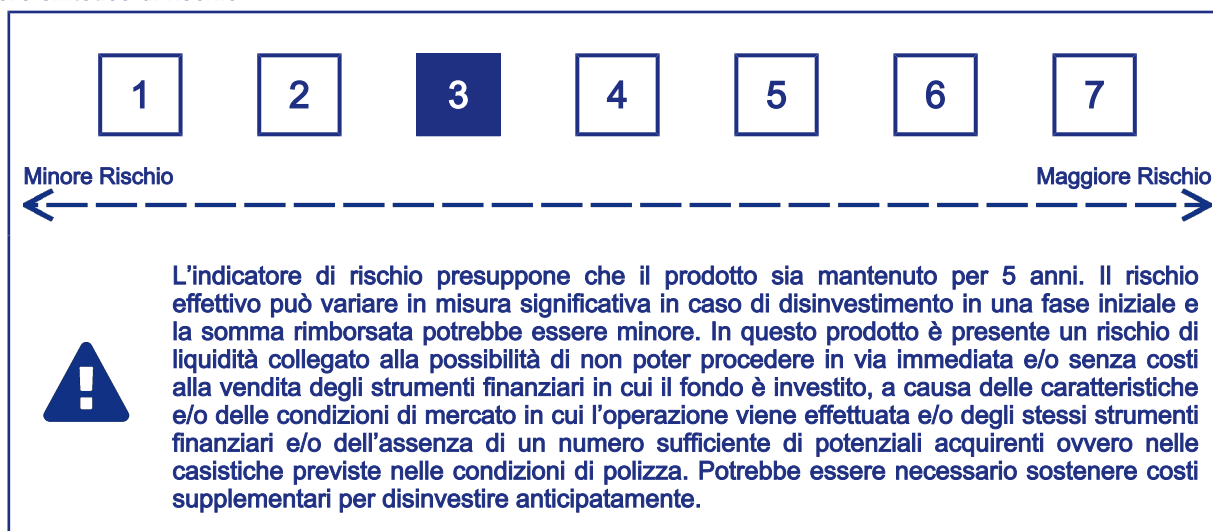 1 2 3 4 5 6 7
Minore Rischio Maggiore Rischio
L'indicatore di rischio presuppone che il prodotto sia mantenuto per 5 anni. Il rischio
effettivo può variare in misura significativa in caso di disinvestimento in una fase iniziale e
la somma rimborsata potrebbe essere minore. In questo prodotto è presente un rischio di
liquidità collegato alla possibilità di non poter procedere in via immediata e/o senza costi
alla vendita degli strumenti finanziari in cui il fondo è investito, a causa delle caratteristiche
e/o delle condizioni di mercato in cui l'operazione viene effettuata e/o degli stessi strumenti
finanziari e/o dell'assenza di un numero sufficiente di potenziali acquirenti ovvero nelle
casistiche previste nelle condizioni di polizza. Potrebbe essere necessario sostenere costi
supplementari per disinvestire anticipatamente.